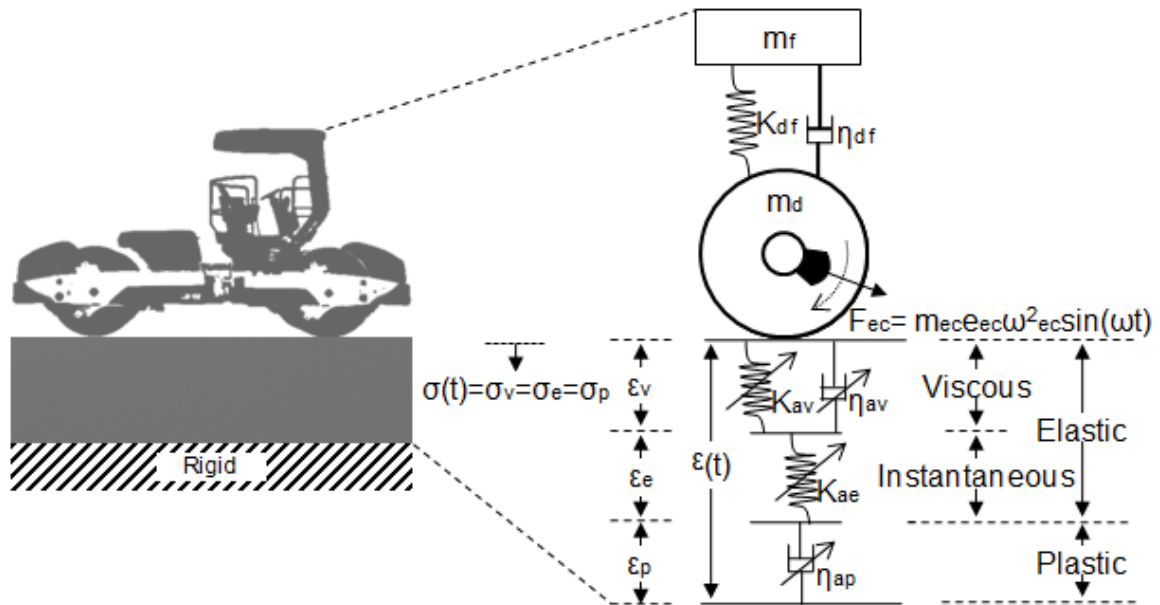 mf
Kdf
ηdf
md
Fec= meceecω²ecsin(ωt)
σ(t)=σv=σe=σp
εv
Kav
ηav
Viscous
Elastic
ε(t)
Rigid
εe
Kae
Instantaneous
εp
ηap
Plastic